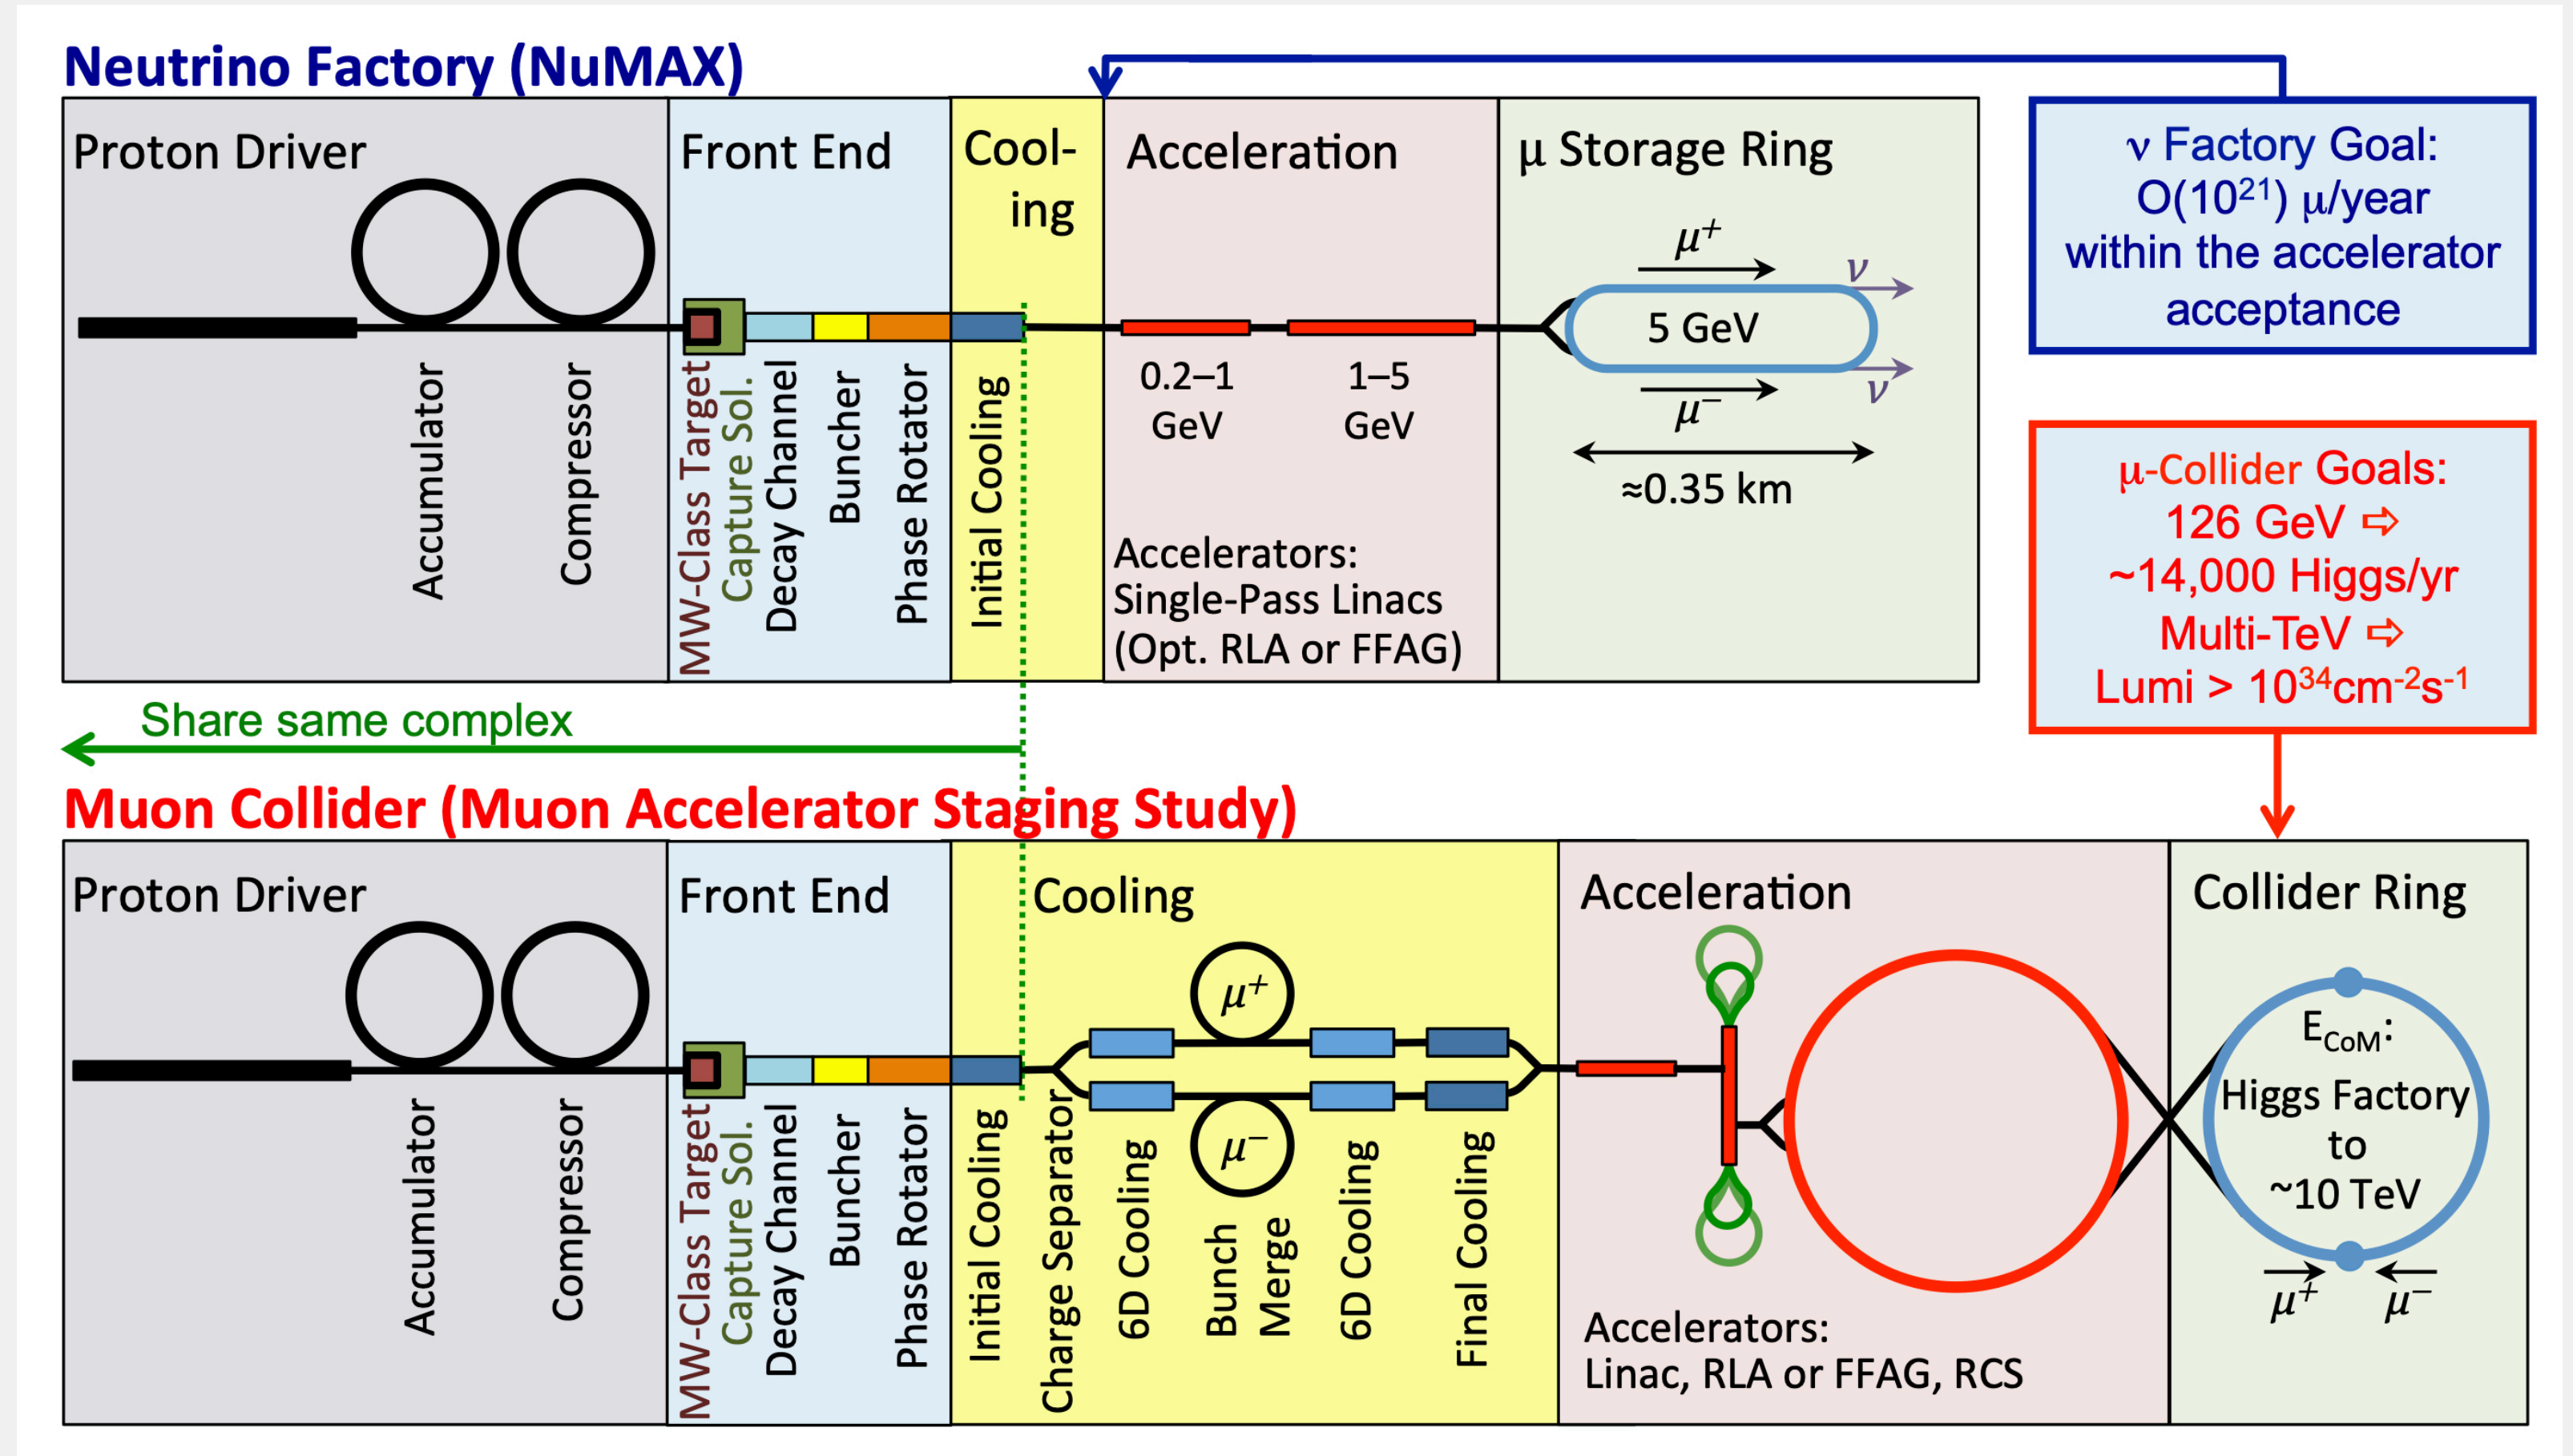 Neutrino Factory (NuMAX)
Proton Driver
Front End
Cool-
ing
Acceleration
μ Storage Ring
μ⁺
ν
5 GeV
ν
μ⁻
≈0.35 km
0.2–1
GeV
1–5
GeV
Accelerators:
Single-Pass Linacs
(Opt. RLA or FFAG)
Accumulator
Compressor
MW-Class Target
Capture Sol.
Decay Channel
Buncher
Phase Rotator
Initial Cooling
ν Factory Goal:
O(10²¹) μ/year
within the accelerator
acceptance
μ-Collider Goals:
126 GeV ⇨
~14,000 Higgs/yr
Multi-TeV ⇨
Lumi > 10³⁴cm⁻²s⁻¹
Share same complex
Muon Collider (Muon Accelerator Staging Study)
Proton Driver
Front End
Cooling
Acceleration
Collider Ring
μ⁺
μ⁻
Accumulator
Compressor
MW-Class Target
Capture Sol.
Decay Channel
Buncher
Phase Rotator
Initial Cooling
Charge Separator
6D Cooling
Bunch
Merge
6D Cooling
Final Cooling
Accelerators:
Linac, RLA or FFAG, RCS
E_CoM:
Higgs Factory
to
~10 TeV
μ⁺
μ⁻